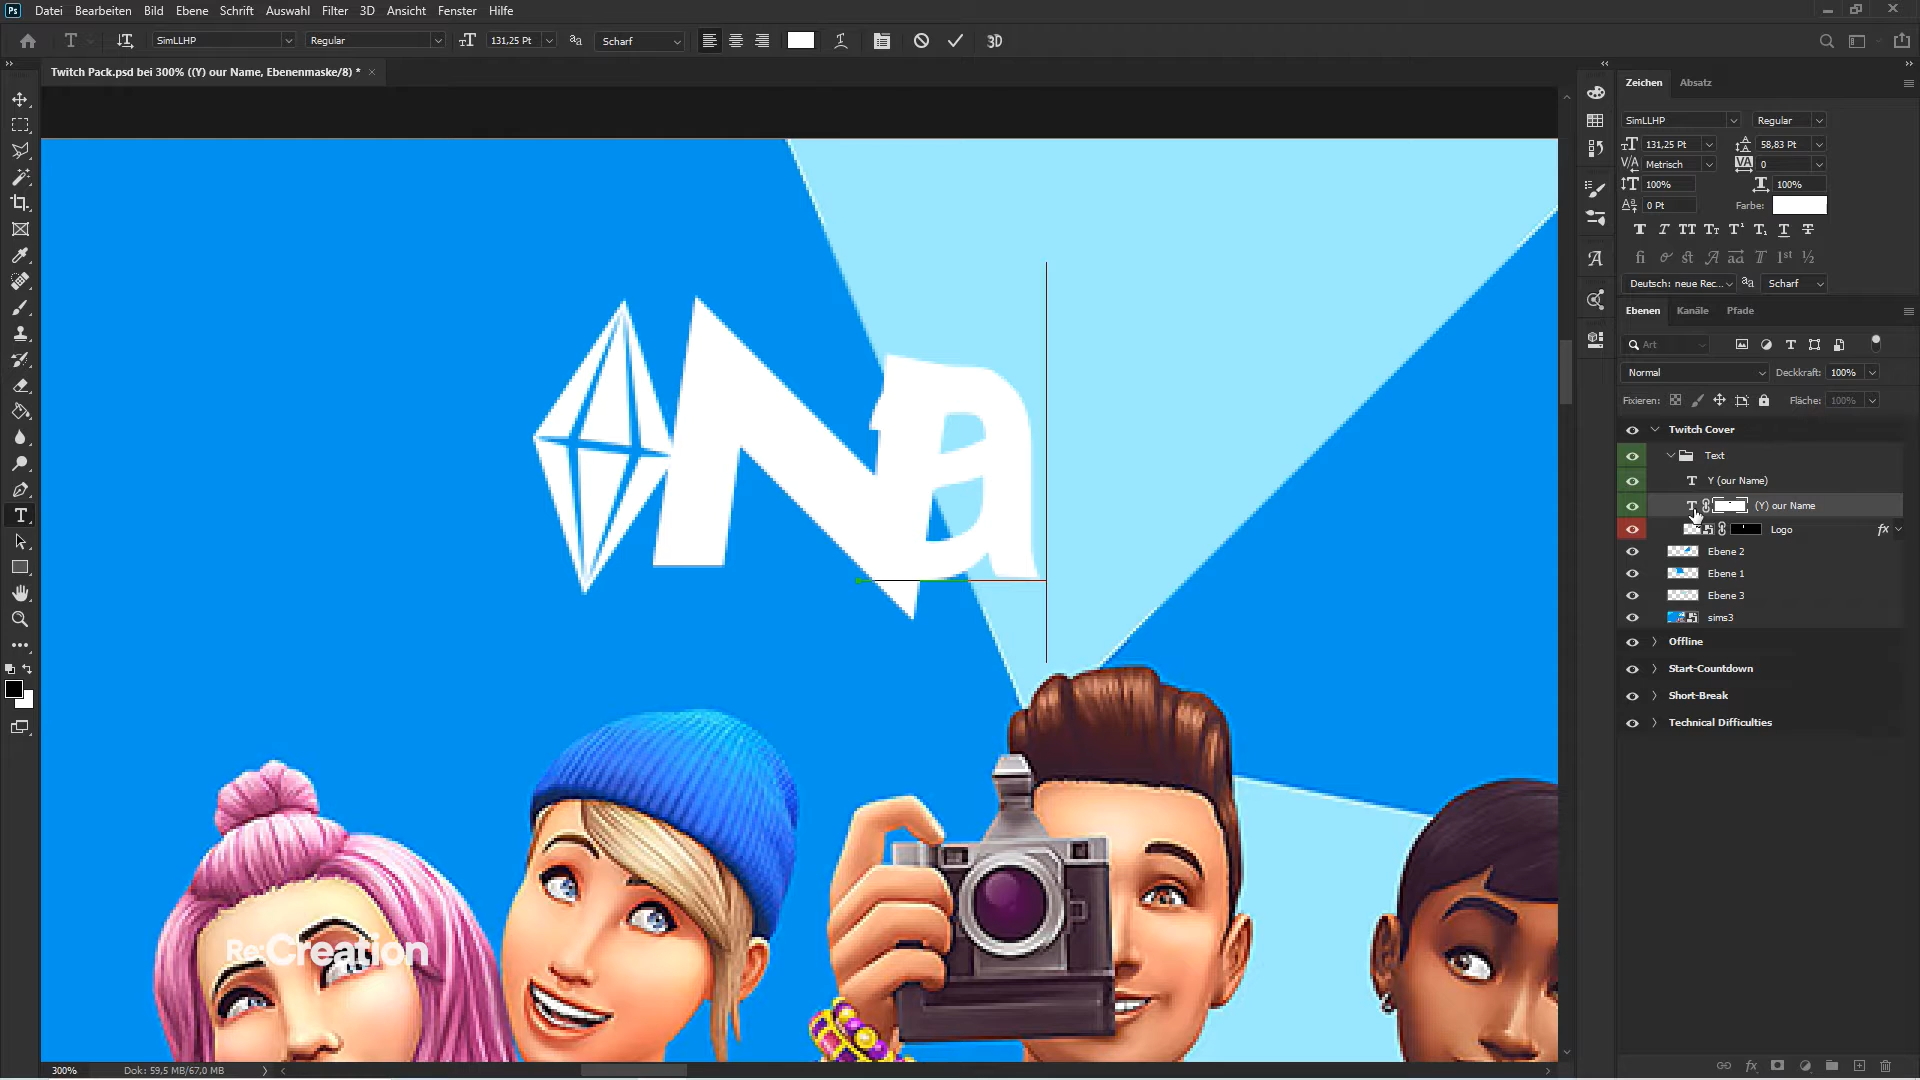 Ps Datei Bearbeiten Bild Ebene Schrift Auswahl Filter 3D Ansicht Fenster Hilfe
T SimLLHP Regular 131,25 Pt Scharf 3D
Twitch Pack.psd bei 300% ((Y) our Name, Ebenenmaske/8) * ×
Zeichen Absatz
SimLLHP Regular
131,25 Pt 58,83 Pt
Metrisch 0
100% 100%
0 Pt Farbe:
Deutsch: neue Rec... Scharf
Ebenen Kanäle Pfade
Art
Normal Deckkraft: 100%
Fixieren: Fläche: 100%
Twitch Cover
Text
Y (our Name)
(Y) our Name
Logo fx
Ebene 2
Ebene 1
Ebene 3
sims3
Offline
Start-Countdown
Short-Break
Technical Difficulties
Na
Re:Creation
300% Dok: 59,5 MB/67,0 MB